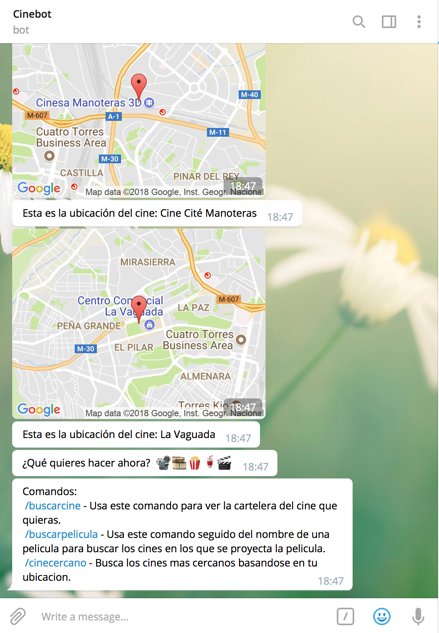 Cinebot
bot
Cinesa Manoteras 3D
M-40
M-607
A-1
M-11
Cuatro Torres
Business Area
M-30
CASTILLA
PINAR DEL REY
18:47
Google
Map data ©2018 Google, Inst. Geogr. Nacional
Esta es la ubicación del cine: Cine Cité Manoteras 18:47
MIRASIERRA
Centro Comercial
La Vaguada
M-607
LA PAZ
PEÑA GRANDE
Cuatro Torres
Business Area
M-30
EL PILAR
ALMENARA
Torres Kio
18:47
Google
Map data ©2018 Google, Inst. Geogr. Nacional
Esta es la ubicación del cine: La Vaguada 18:47
¿Qué quieres hacer ahora? 18:47
Comandos:
/buscarcine - Usa este comando para ver la cartelera del cine que
quieras.
/buscarpelicula - Usa este comando seguido del nombre de una
pelicula para buscar los cines en los que se proyecta la pelicula.
/cinecercano - Busca los cines mas cercanos basandose en tu
ubicacion.
18:47
Write a message...